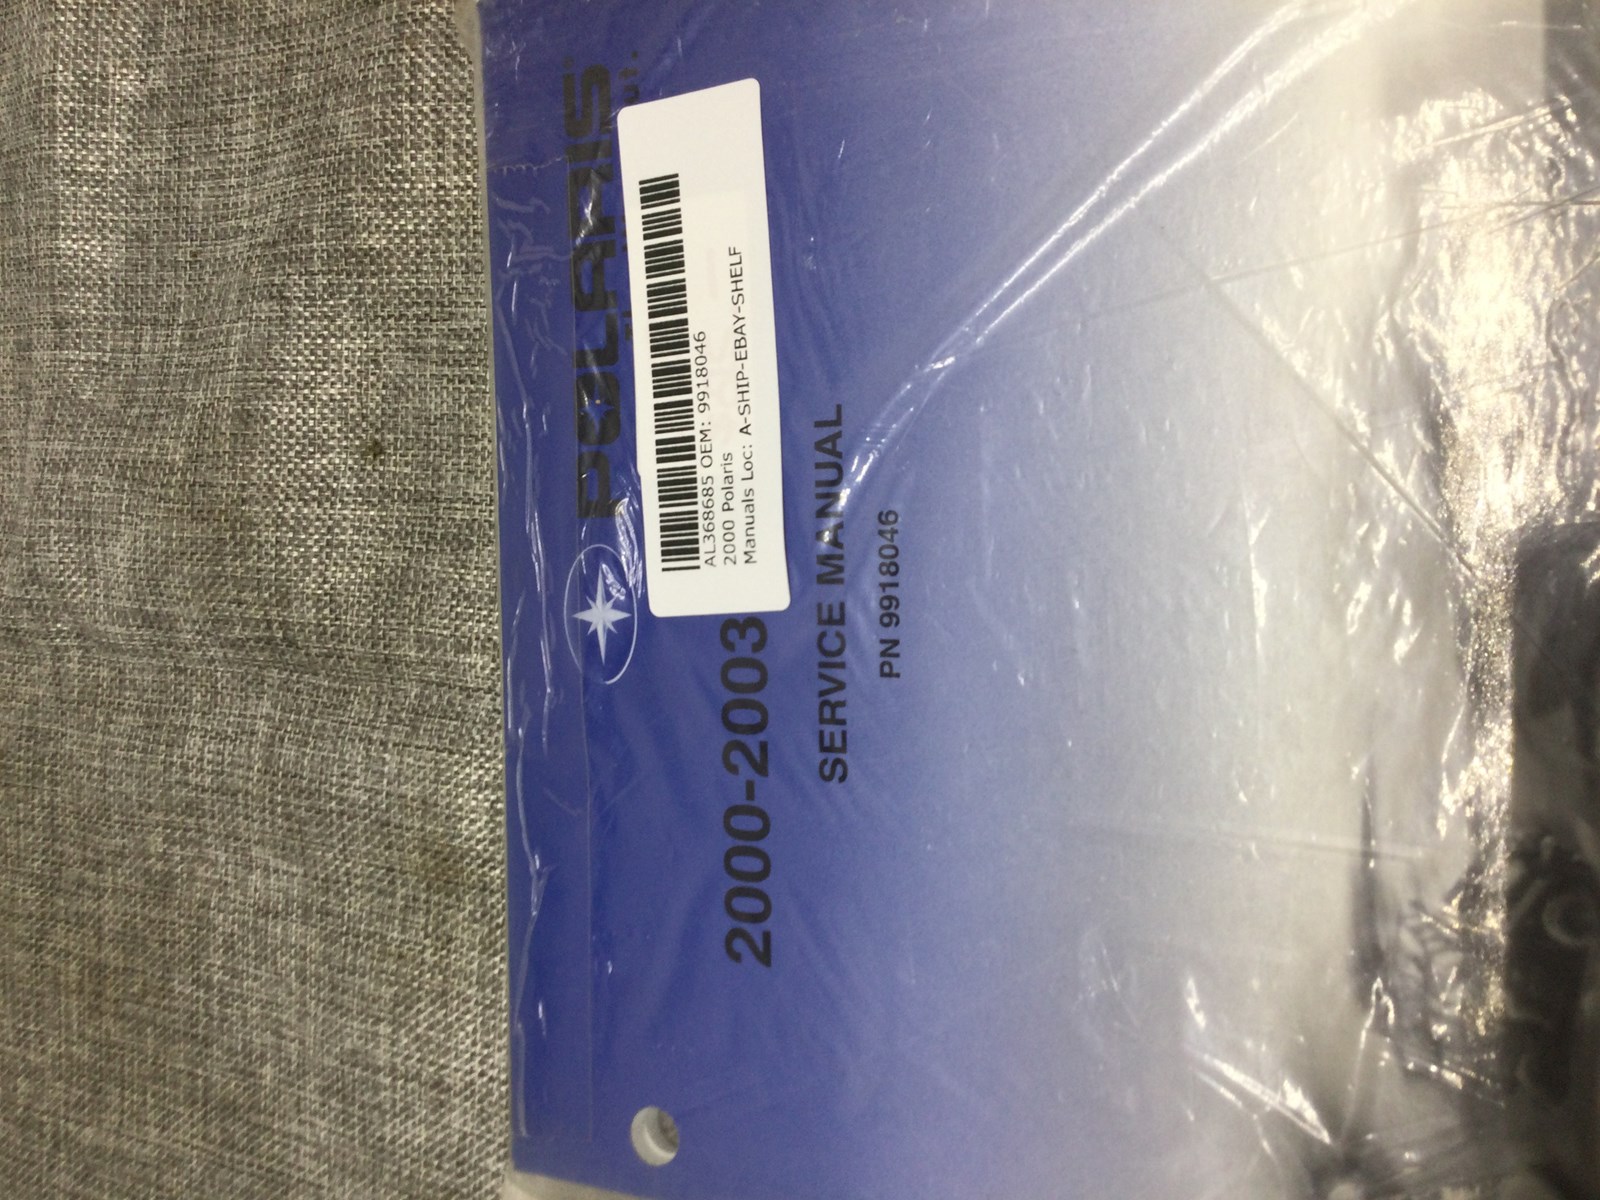 POLARIS
AL368685 OEM: 9918046
2000 Polaris
Manuals Loc: A-SHIP-EBAY-SHELF
2000-2003
SERVICE MANUAL
PN 9918046